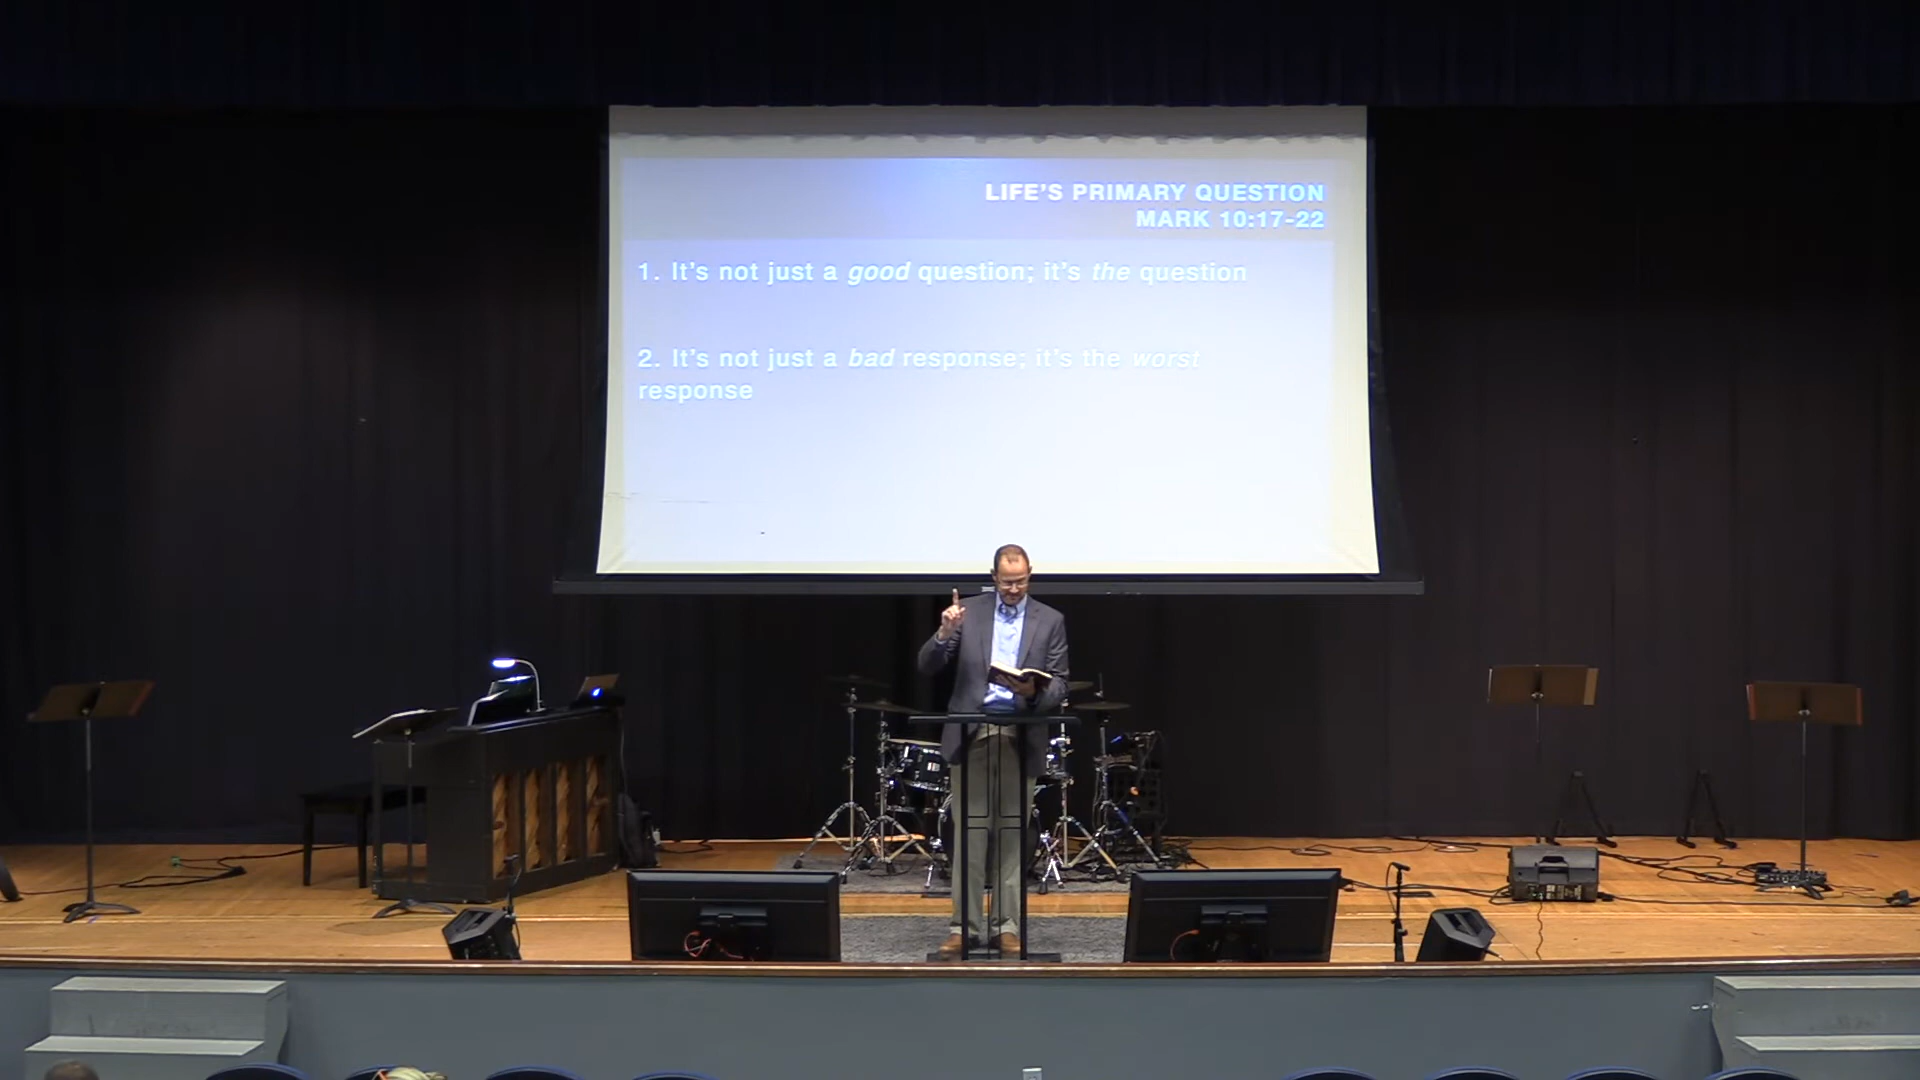 LIFE'S PRIMARY QUESTION
MARK 10:17-22
1. It's not just a good question; it's the question
2. It's not just a bad response; it's the worst
response